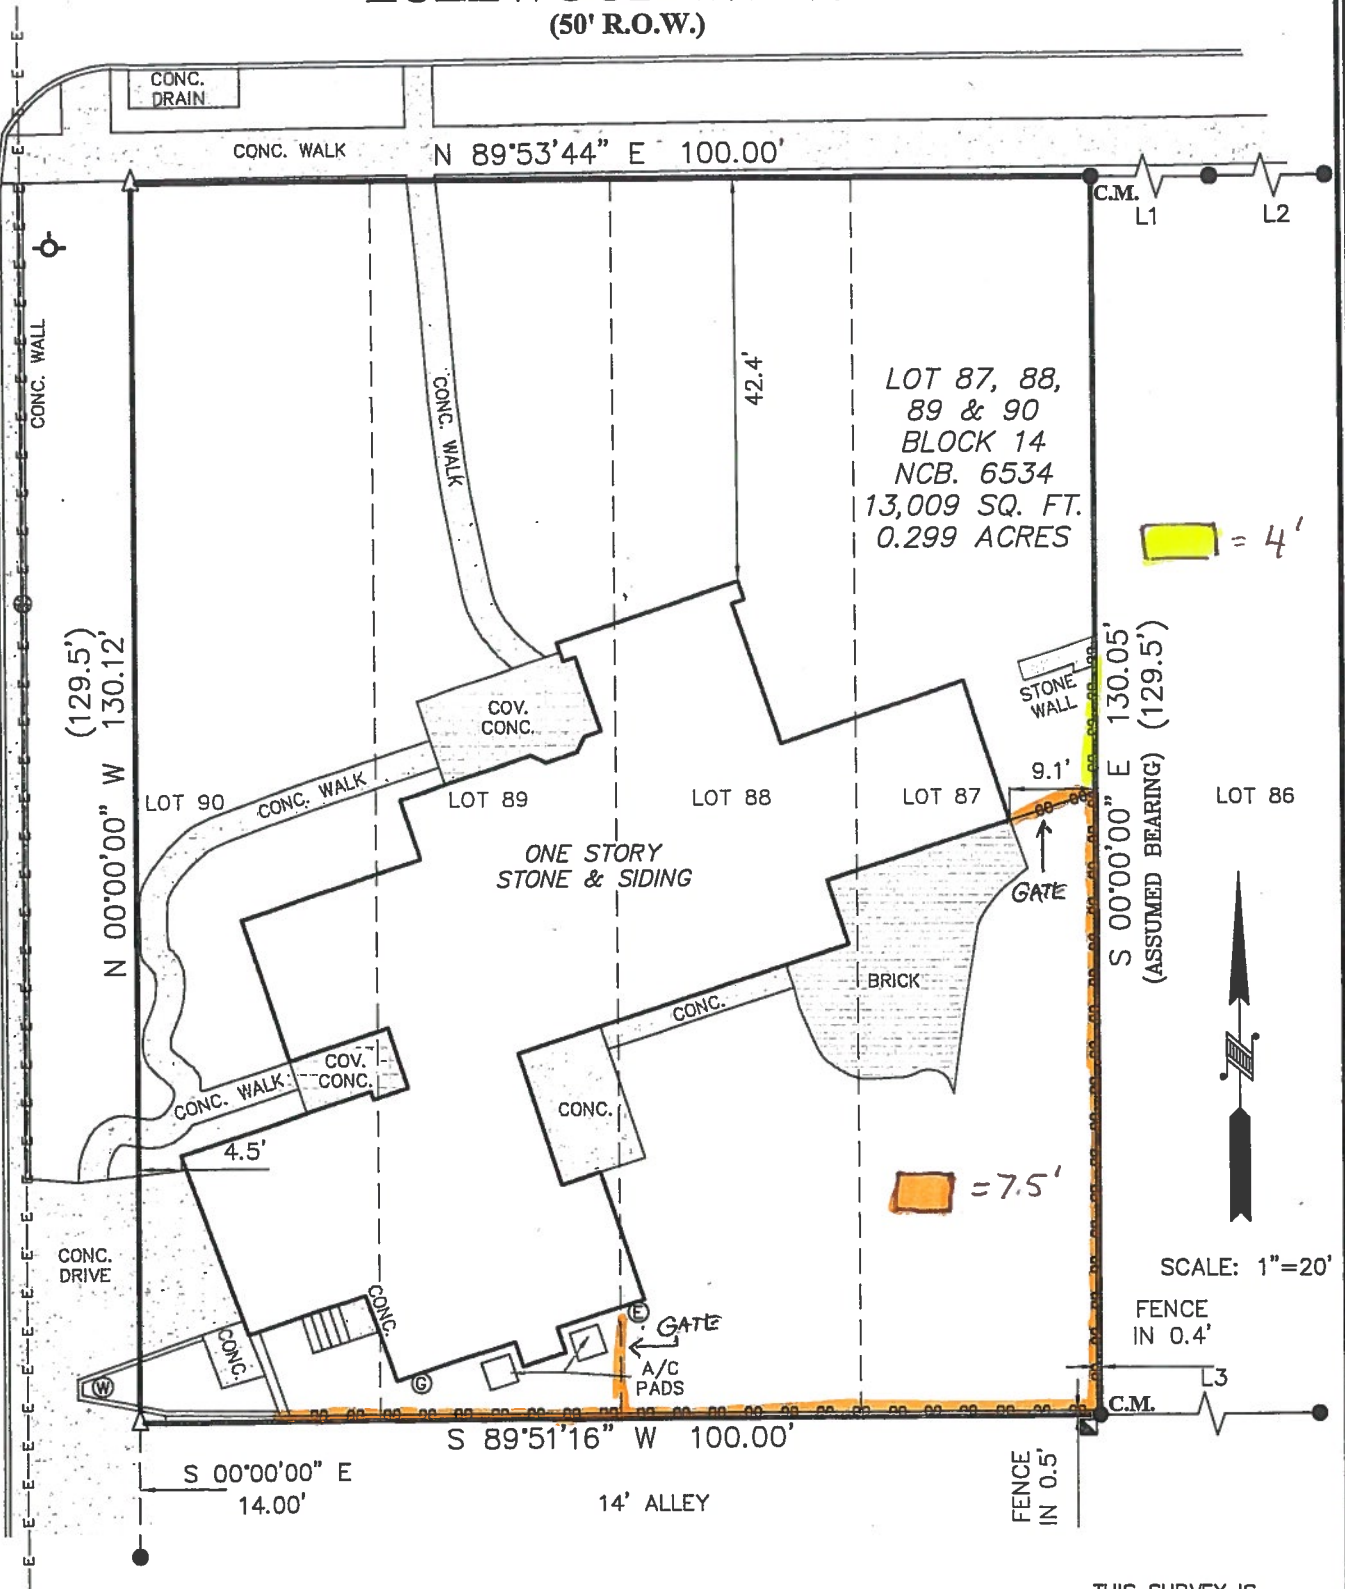 (50' R.O.W.)
CONC.
DRAIN
CONC. WALK
N 89°53'44" E 100.00'
C.M.
L1
L2
CONC. WALL
CONC. WALK
42.4'
LOT 87, 88,
89 & 90
BLOCK 14
NCB. 6534
13,009 SQ. FT.
0.299 ACRES
= 4'
(129.5')
N 00°00'00" W 130.12'
S 00°00'00" E 130.05'
(ASSUMED BEARING) (129.5')
STONE
WALL
COV.
CONC.
9.1'
LOT 90
CONC. WALK
LOT 89
LOT 88
LOT 87
LOT 86
ONE STORY
STONE & SIDING
GATE
BRICK
CONC.
COV.
CONC.
CONC. WALK
CONC.
4.5'
= 7.5'
CONC.
DRIVE
SCALE: 1"=20'
CONC.
FENCE
IN 0.4'
E
GATE
CONC.
A/C
PADS
W
G
L3
C.M.
S 89°51'16" W 100.00'
S 00°00'00" E
14.00'
14' ALLEY
FENCE
IN 0.5'
THIS SURVEY IS